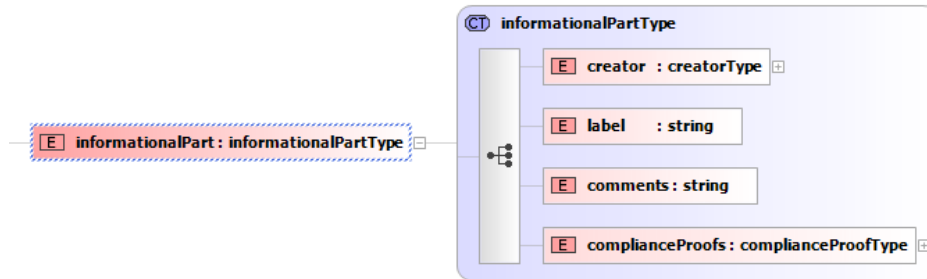 CT informationalPartType
E creator : creatorType
E label : string
E informationalPart : informationalPartType
E comments : string
E complianceProofs : complianceProofType